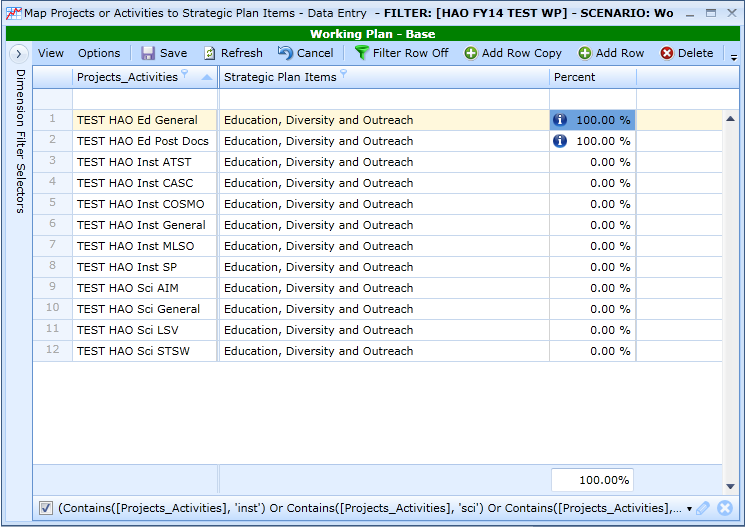 Map Projects or Activities to Strategic Plan Items - Data Entry - FILTER: [HAO FY14 TEST WP] - SCENARIO: Wo
Working Plan - Base
View Options Save Refresh Cancel Filter Row Off Add Row Copy Add Row Delete
Dimension Filter Selectors
Projects_Activities Strategic Plan Items Percent
1 TEST HAO Ed General Education, Diversity and Outreach 100.00 %
2 TEST HAO Ed Post Docs Education, Diversity and Outreach 100.00 %
3 TEST HAO Inst ATST Education, Diversity and Outreach 0.00 %
4 TEST HAO Inst CASC Education, Diversity and Outreach 0.00 %
5 TEST HAO Inst COSMO Education, Diversity and Outreach 0.00 %
6 TEST HAO Inst General Education, Diversity and Outreach 0.00 %
7 TEST HAO Inst MLSO Education, Diversity and Outreach 0.00 %
8 TEST HAO Inst SP Education, Diversity and Outreach 0.00 %
9 TEST HAO Sci AIM Education, Diversity and Outreach 0.00 %
10 TEST HAO Sci General Education, Diversity and Outreach 0.00 %
11 TEST HAO Sci LSV Education, Diversity and Outreach 0.00 %
12 TEST HAO Sci STSW Education, Diversity and Outreach 0.00 %
100.00%
(Contains([Projects_Activities], 'inst') Or Contains([Projects_Activities], 'sci') Or Contains([Projects_Activities],...